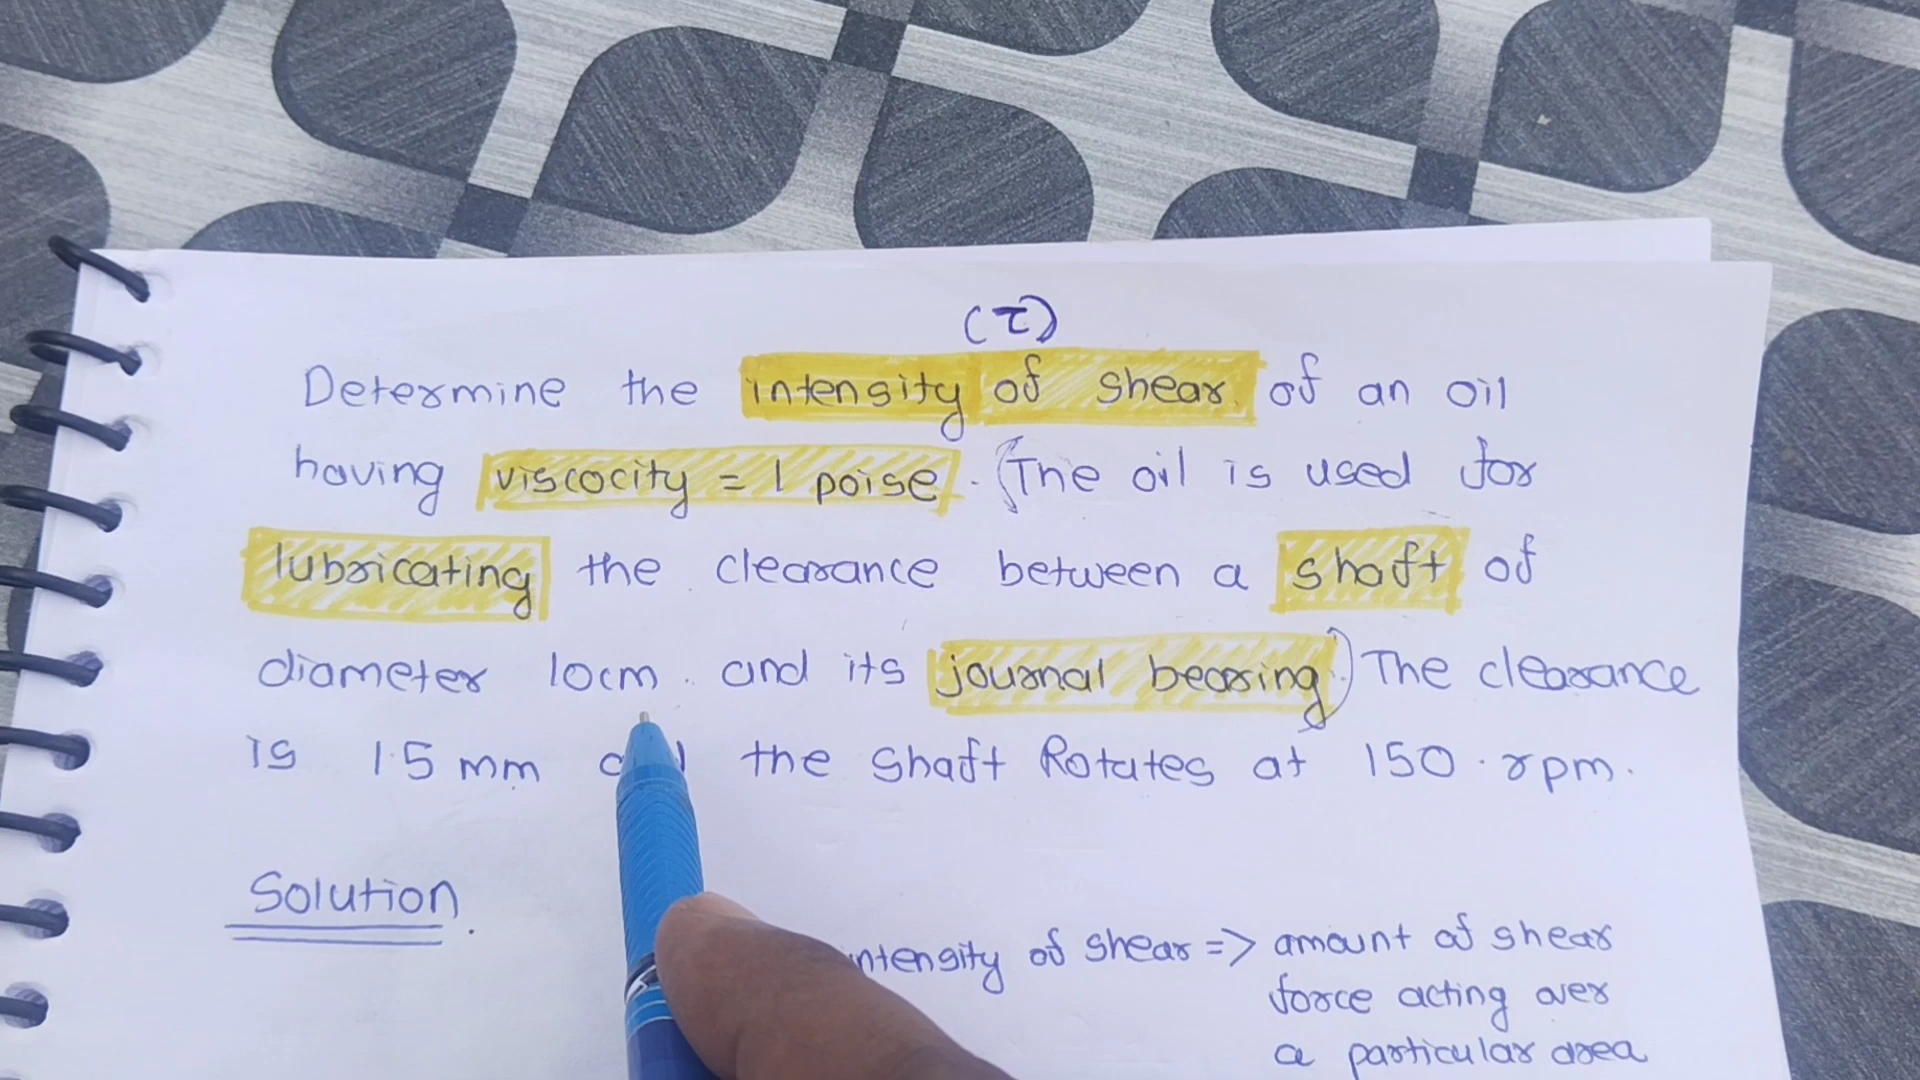 (τ)
Determine the intensity of shear of an oil
having viscocity = 1 poise. (The oil is used for
lubricating the clearance between a shaft of
diameter 10cm and its journal bearing.) The clearance
is 1.5 mm the shaft Rotates at 150 rpm.
Solution.
intensity of shear => amount of shear
force acting over
a particular area